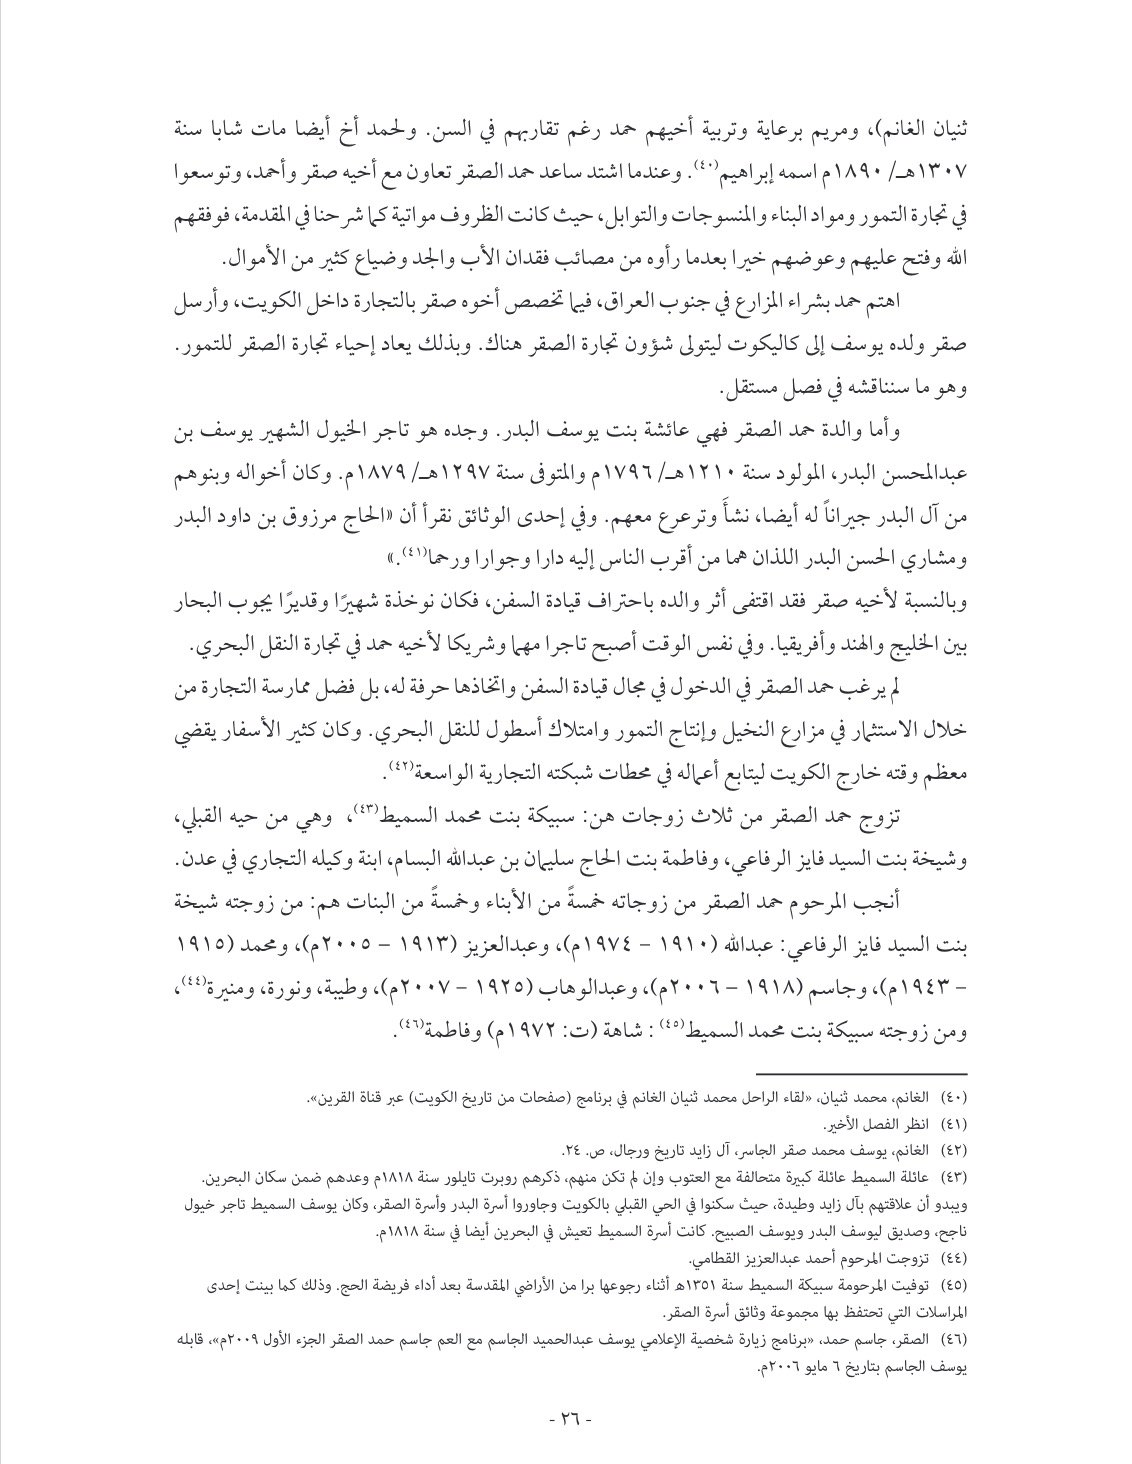 ثنيان الغانم)، ومريم برعاية وتربية أخيهم حمد رغم تقاربهم في السن. ولحمد أخ أيضا مات شابا سنة
١٣٠٧هـ/ ١٨٩٠م اسمه إبراهيم(٤٠). وعندما اشتد ساعد حمد الصقر تعاون مع أخيه صقر وأحمد، وتوسعوا
في تجارة التمور ومواد البناء والمنسوجات والتوابل، حيث كانت الظروف مواتية كما شرحنا في المقدمة، فوفقهم
الله وفتح عليهم وعوضهم خيرا بعدما رأوه من مصائب فقدان الأب والجد وضياع كثير من الأموال.
اهتم حمد بشراء المزارع في جنوب العراق، فيما تخصص أخوه صقر بالتجارة داخل الكويت، وأرسل
صقر ولده يوسف إلى كاليكوت ليتولى شؤون تجارة الصقر هناك. وبذلك يعاد إحياء تجارة الصقر للتمور.
وهو ما سنناقشه في فصل مستقل.
وأما والدة حمد الصقر فهي عائشة بنت يوسف البدر. وجده هو تاجر الخيول الشهير يوسف بن
عبدالمحسن البدر، المولود سنة ١٢١٠هـ/ ١٧٩٦م والمتوفى سنة ١٢٩٧هـ/ ١٨٧٩م. وكان أخواله وبنوهم
من آل البدر جيراناً له أيضا، نشأَ وترعرع معهم. وفي إحدى الوثائق نقرأ أن «الحاج مرزوق بن داود البدر
ومشاري الحسن البدر اللذان هما من أقرب الناس إليه دارا وجوارا ورحما(٤١).»
وبالنسبة لأخيه صقر فقد اقتفى أثر والده باحتراف قيادة السفن، فكان نوخذة شهيرًا وقديرًا يجوب البحار
بين الخليج والهند وأفريقيا. وفي نفس الوقت أصبح تاجرا مهما وشريكا لأخيه حمد في تجارة النقل البحري.
لم يرغب حمد الصقر في الدخول في مجال قيادة السفن واتخاذها حرفة له، بل فضل ممارسة التجارة من
خلال الاستثمار في مزارع النخيل وإنتاج التمور وامتلاك أسطول للنقل البحري. وكان كثير الأسفار يقضي
معظم وقته خارج الكويت ليتابع أعماله في محطات شبكته التجارية الواسعة(٤٢).
تزوج حمد الصقر من ثلاث زوجات هن: سبيكة بنت محمد السميط(٤٣)، وهي من حيه القبلي،
وشيخة بنت السيد فايز الرفاعي، وفاطمة بنت الحاج سليمان بن عبدالله البسام، ابنة وكيله التجاري في عدن.
أنجب المرحوم حمد الصقر من زوجاته خمسةً من الأبناء وخمسةً من البنات هم: من زوجته شيخة
بنت السيد فايز الرفاعي: عبدالله (١٩١٠ – ١٩٧٤م)، وعبدالعزيز (١٩١٣ – ٢٠٠٥م)، ومحمد (١٩١٥
– ١٩٤٣م)، وجاسم (١٩١٨ – ٢٠٠٦م)، وعبدالوهاب (١٩٢٥ – ٢٠٠٧م)، وطيبة، ونورة، ومنيرة(٤٤)،
ومن زوجته سبيكة بنت محمد السميط(٤٥) : شاهة (ت: ١٩٧٢م) وفاطمة(٤٦).
(٤٠) الغانم، محمد ثنيان، «لقاء الراحل محمد ثنيان الغانم في برنامج (صفحات من تاريخ الكويت) عبر قناة القرين».
(٤١) انظر الفصل الأخير.
(٤٢) الغانم، يوسف محمد صقر الجاسر، آل زايد تاريخ ورجال، ص. ٢٤.
(٤٣) عائلة السميط عائلة كبيرة متحالفة مع العتوب وإن لم تكن منهم، ذكرهم روبرت تايلور سنة ١٨١٨م وعدهم ضمن سكان البحرين.
ويبدو أن علاقتهم بآل زايد وطيدة، حيث سكنوا في الحي القبلي بالكويت وجاوروا أسرة البدر وأسرة الصقر، وكان يوسف السميط تاجر خيول
ناجح، وصديق ليوسف البدر ويوسف الصبيح. كانت أسرة السميط تعيش في البحرين أيضا في سنة ١٨١٨م.
(٤٤) تزوجت المرحوم أحمد عبدالعزيز القطامي.
(٤٥) توفيت المرحومة سبيكة السميط سنة ١٣٥١ه أثناء رجوعها برا من الأراضي المقدسة بعد أداء فريضة الحج. وذلك كما بينت إحدى
المراسلات التي تحتفظ بها مجموعة وثائق أسرة الصقر.
(٤٦) الصقر، جاسم حمد، «برنامج زيارة شخصية الإعلامي يوسف عبدالحميد الجاسم مع العم جاسم حمد الصقر الجزء الأول ٢٠٠٩م»، قابله
يوسف الجاسم بتاريخ ٦ مايو ٢٠٠٦م.
- ٢٦ -